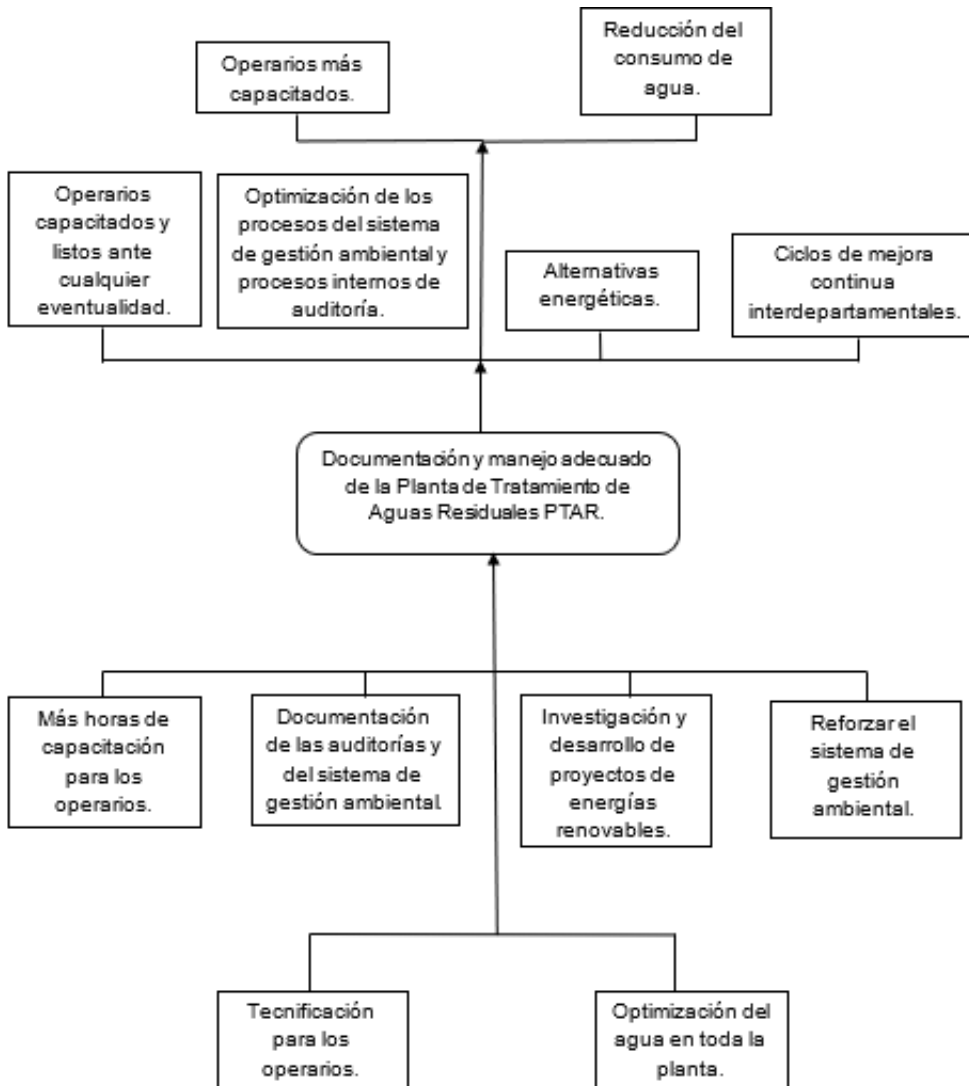 Operarios más
capacitados.
Reducción del
consumo de
agua.
Operarios
capacitados y
listos ante
cualquier
eventualidad.
Optimización de los
procesos del sistema
de gestión ambiental y
procesos internos de
auditoría.
Alternativas
energéticas.
Ciclos de mejora
continua
interdepartamentales.
Documentación y manejo adecuado
de la Planta de Tratamiento de
Aguas Residuales PTAR.
Más horas de
capacitación
para los
operarios.
Documentación
de las auditorías y
del sistema de
gestión ambiental
Investigación y
desarrollo de
proyectos de
energías
renovables.
Reforzar el
sistema de
gestión
ambiental.
Tecnificación
para los
operarios.
Optimización del
agua en toda la
planta.